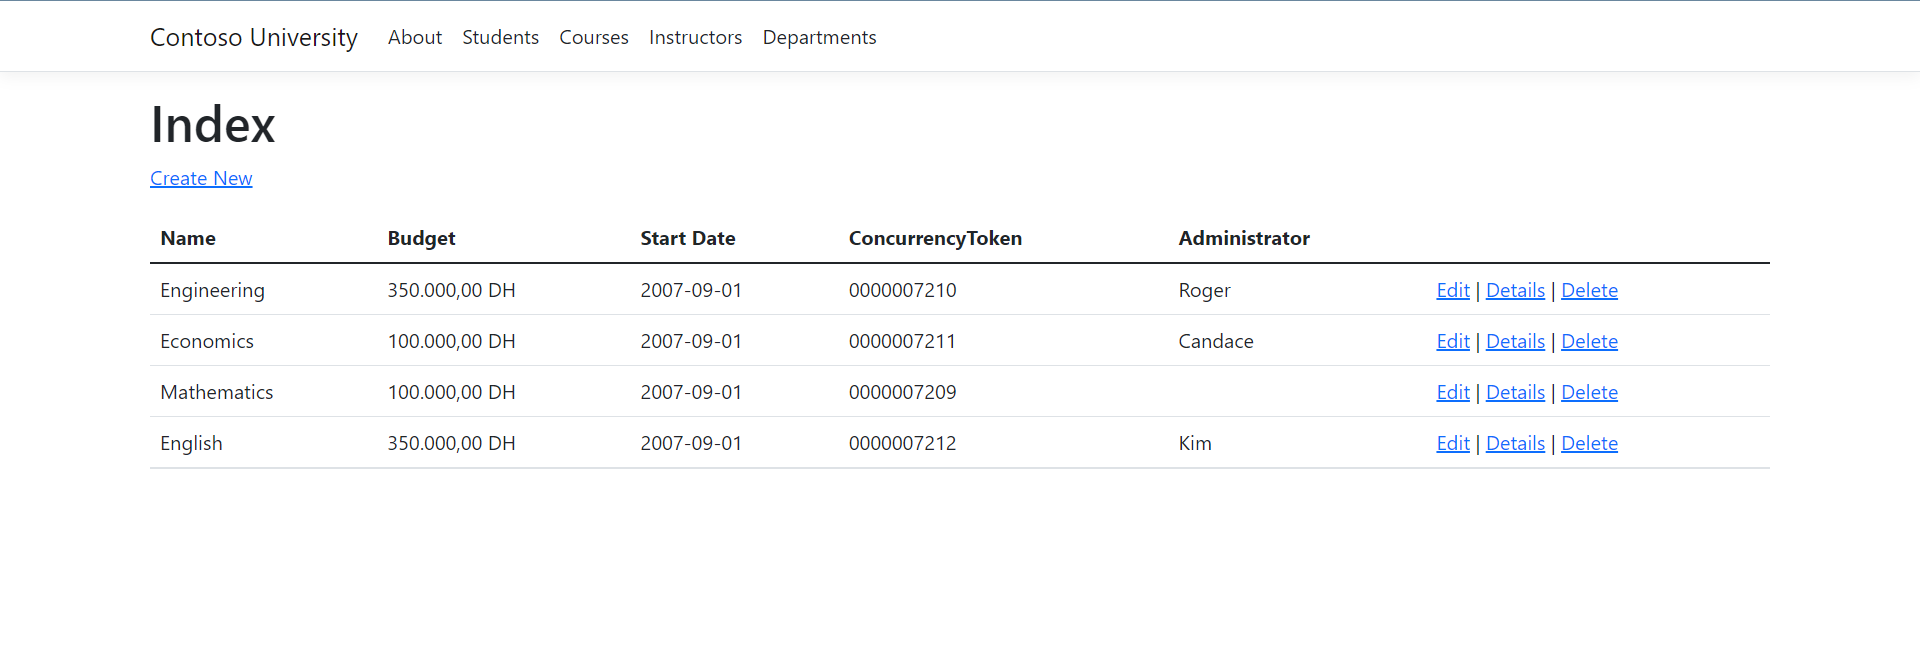 Contoso University About Students Courses Instructors Departments
Index
Create New
Name Budget Start Date ConcurrencyToken Administrator
Engineering 350.000,00 DH 2007-09-01 0000007210 Roger Edit | Details | Delete
Economics 100.000,00 DH 2007-09-01 0000007211 Candace Edit | Details | Delete
Mathematics 100.000,00 DH 2007-09-01 0000007209 Edit | Details | Delete
English 350.000,00 DH 2007-09-01 0000007212 Kim Edit | Details | Delete